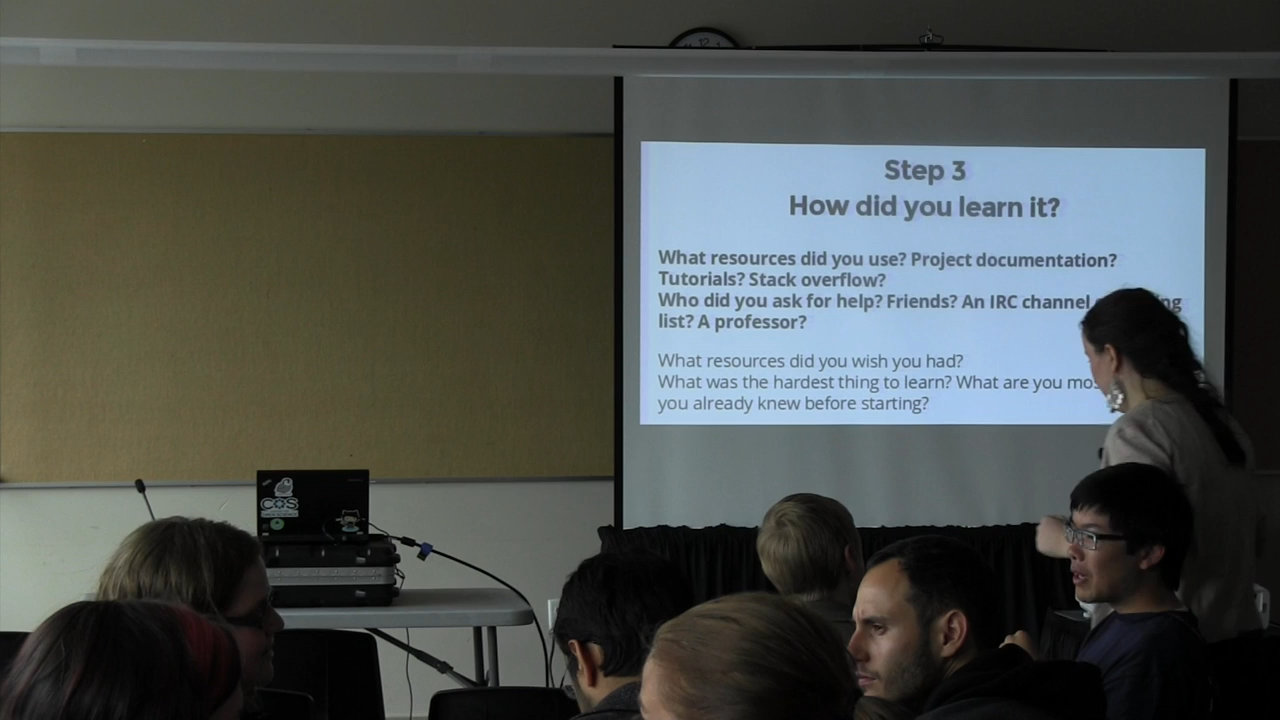 Step 3
How did you learn it?
What resources did you use? Project documentation?
Tutorials? Stack overflow?
Who did you ask for help? Friends? An IRC channel
list? A professor?
What resources did you wish you had?
What was the hardest thing to learn? What are you
you already knew before starting?
COS